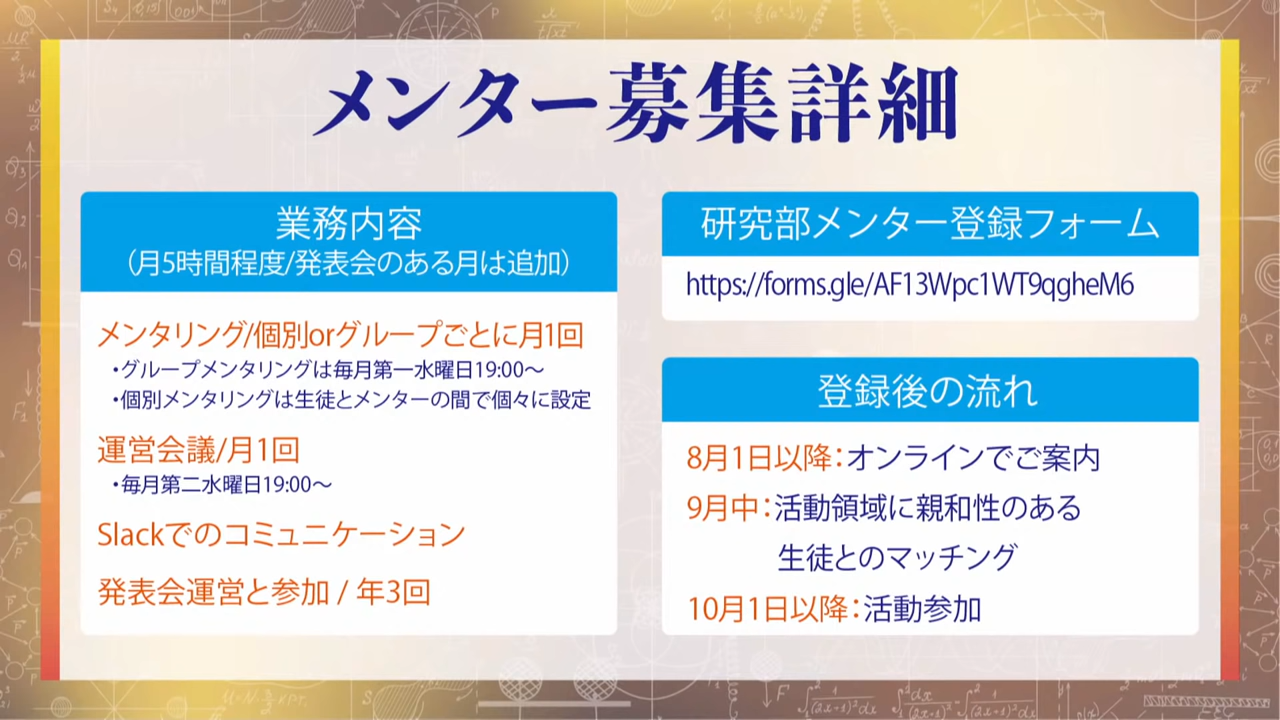 メンター募集詳細
業務内容
（月5時間程度/発表会のある月は追加）
メンタリング/個別orグループごとに月1回
・グループメンタリングは毎月第一水曜日19:00～
・個別メンタリングは生徒とメンターの間で個々に設定
運営会議/月1回
・毎月第二水曜日19:00～
Slackでのコミュニケーション
発表会運営と参加 / 年3回
研究部メンター登録フォーム
https://forms.gle/AF13Wpc1WT9qgheM6
登録後の流れ
8月1日以降：オンラインでご案内
9月中：活動領域に親和性のある
生徒とのマッチング
10月1日以降：活動参加